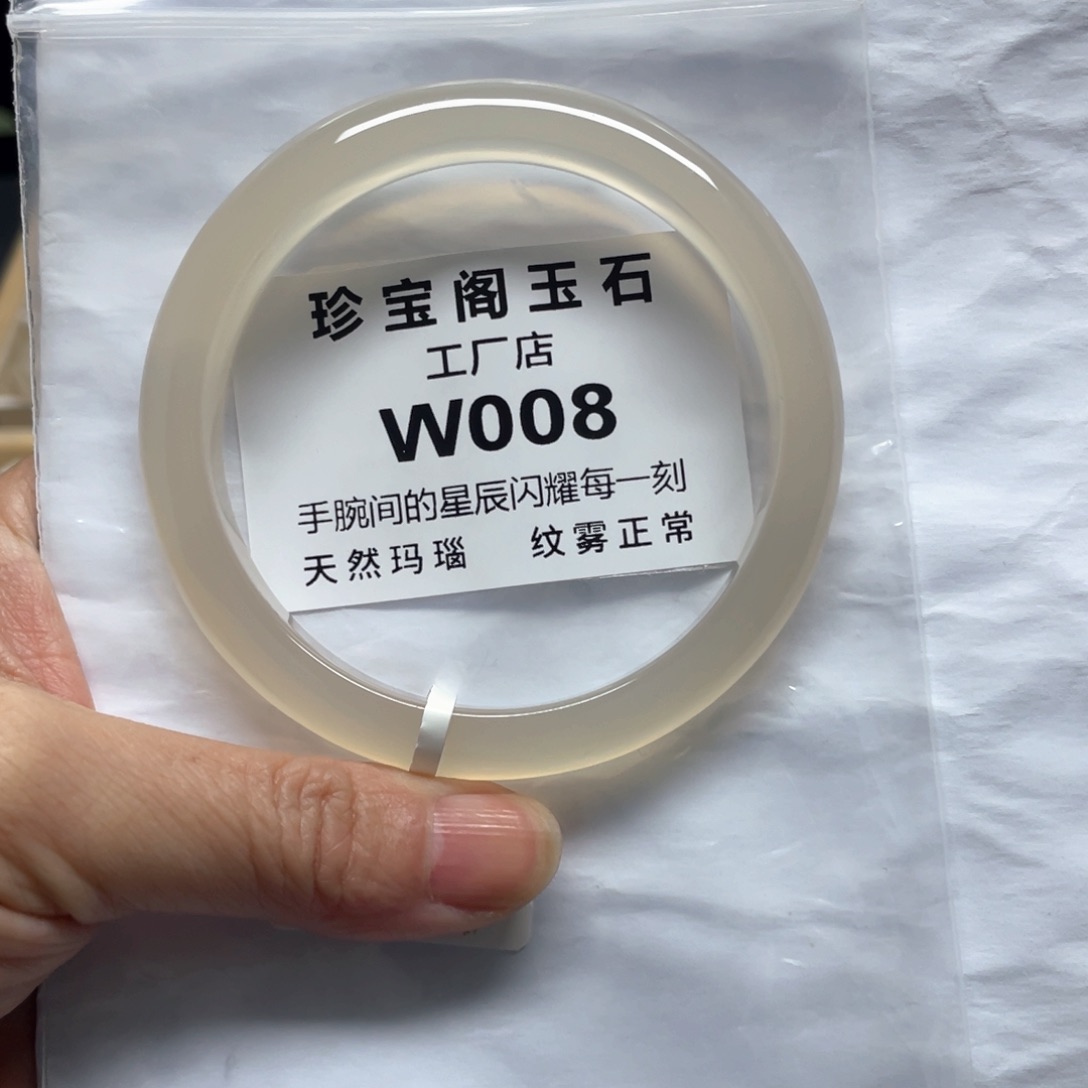 珍宝阁玉石
工厂店
W008
手腕间的星辰闪耀每一刻
天然玛瑙 纹雾正常